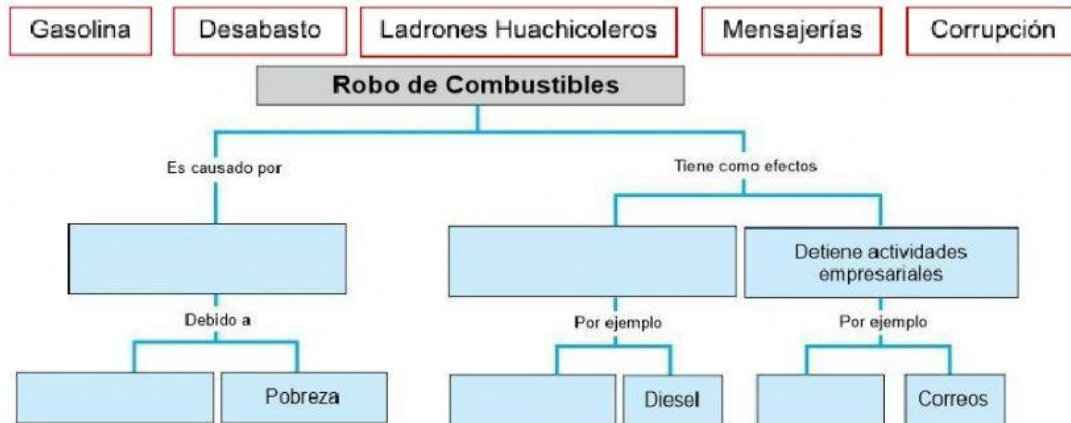 Gasolina
Desabasto
Ladrones Huachicoleros
Mensajerías
Corrupción
Robo de Combustibles
Es causado por
Tiene como efectos
Detiene actividades
empresariales
Debido a
Por ejemplo
Por ejemplo
Pobreza
Diesel
Correos